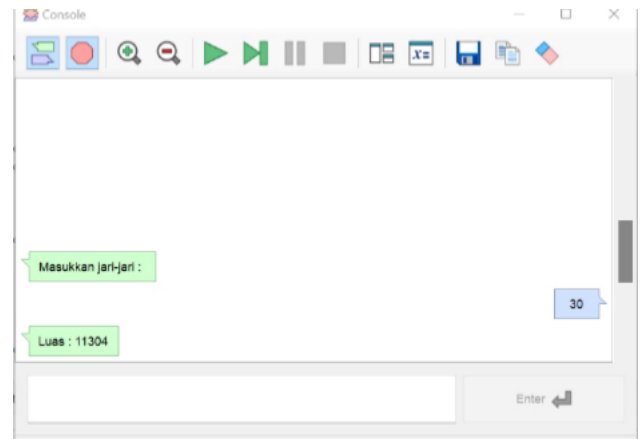 Console
x=
Masukkan jari-jari :
30
Luas : 11304
Enter